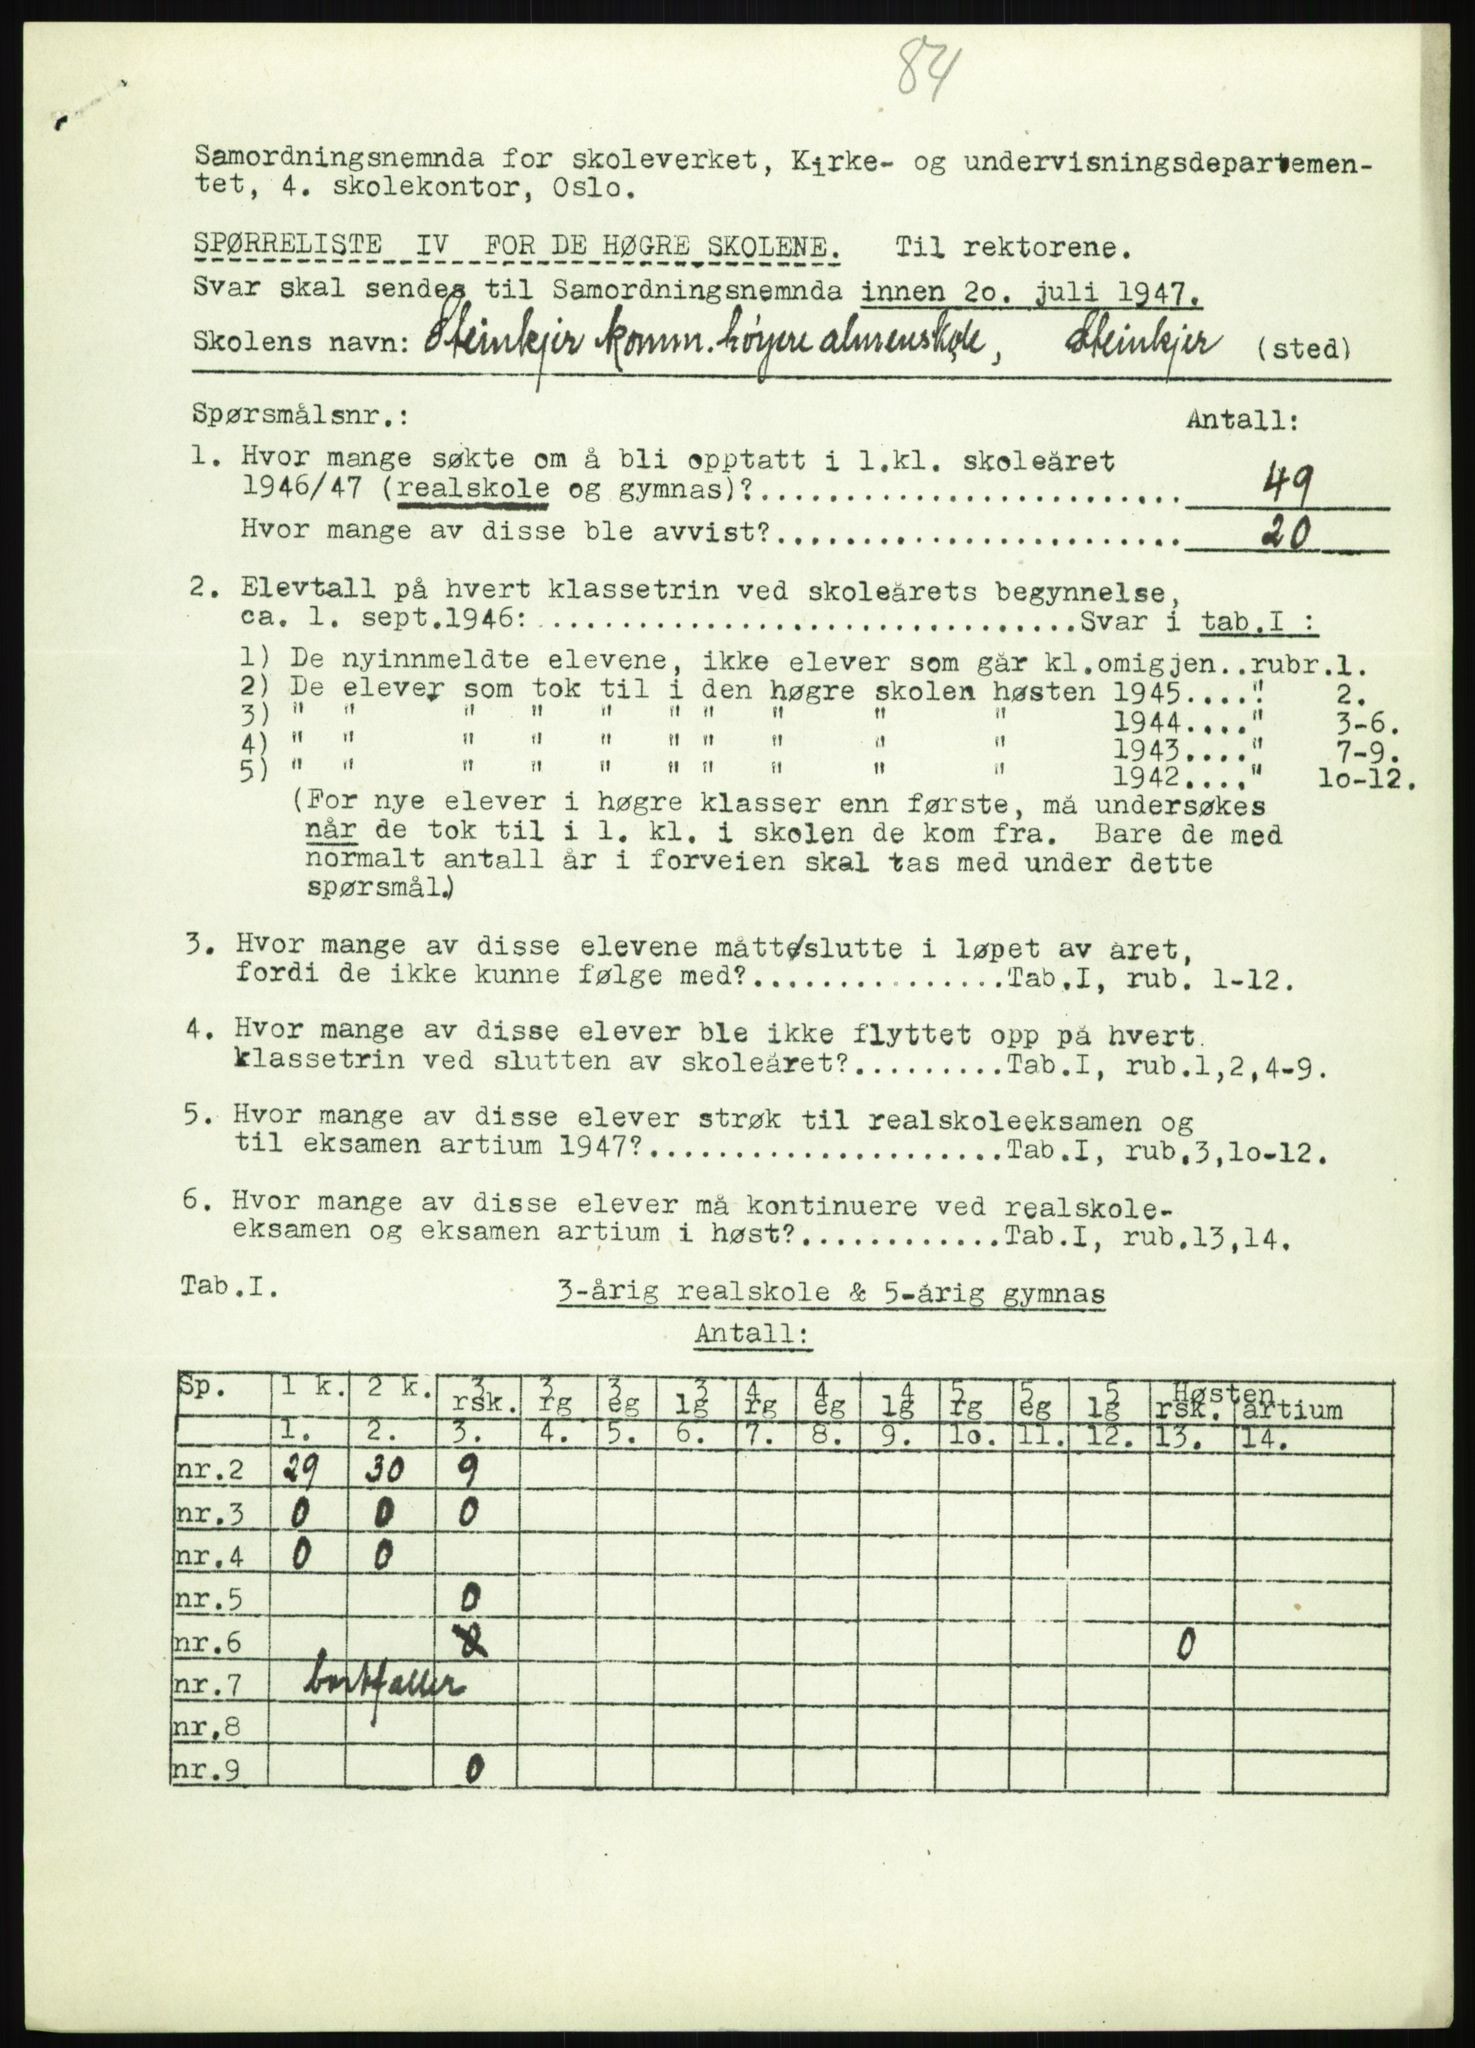 84
Samordningsnemnda for skoleverket, Kirke- og undervisningsdepartemen-
tet, 4. skolekontor, Oslo.
SPØRRELISTE IV FOR DE HØGRE SKOLENE. Til rektorene.
Svar skal sendes til Samordningsnemnda innen 2o. juli 1947.
Skolens navn: Steinkjer komm. høyere almenskole, Steinkjer (sted)
Spørsmålsnr.: Antall:
1. Hvor mange søkte om å bli opptatt i 1.kl. skoleåret
1946/47 (realskole og gymnas)?......................... 49
Hvor mange av disse ble avvist?........................ 20
2. Elevtall på hvert klassetrin ved skoleårets begynnelse,
ca. 1. sept.1946: ................................Svar i tab.I :
1) De nyinnmeldte elevene, ikke elever som går kl.omigjen..rubr.1.
2) De elever som tok til i den høgre skolen høsten 1945....." 2.
3) " " " " " " " " " " 1944...." 3-6.
4) " " " " " " " " " " 1943...." 7-9.
5) " " " " " " " " " " 1942...." 1o-12.
(For nye elever i høgre klasser enn første, må undersøkes
når de tok til i 1. kl. i skolen de kom fra. Bare de med
normalt antall år i forveien skal tas med under dette
spørsmål.)
3. Hvor mange av disse elevene måtte/slutte i løpet av året,
fordi de ikke kunne følge med?...............Tab.I, rub. 1-12.
4. Hvor mange av disse elever ble ikke flyttet opp på hvert
klassetrin ved slutten av skoleåret?.........Tab.I, rub.1,2,4-9.
5. Hvor mange av disse elever strøk til realskoleeksamen og
til eksamen artium 1947?.....................Tab.I, rub.3,1o-12.
6. Hvor mange av disse elever må kontinuere ved realskole-
eksamen og eksamen artium i høst?............Tab.I, rub.13,14.
Tab.I. 3-årig realskole & 5-årig gymnas
Antall:
Sp. 1 k. 2 k. 3 rsk. 3 rg 3 eg 3 lg 4 rg 4 eg 4 lg 5 rg 5 eg 5 lg Høsten rsk. artium
1. 2. 3. 4. 5. 6. 7. 8. 9. 1o. 11. 12. 13. 14.
nr.2 29 30 9
nr.3 0 0 0
nr.4 0 0
nr.5 0
nr.6 0 0
nr.7 bortfaller
nr.8
nr.9 0